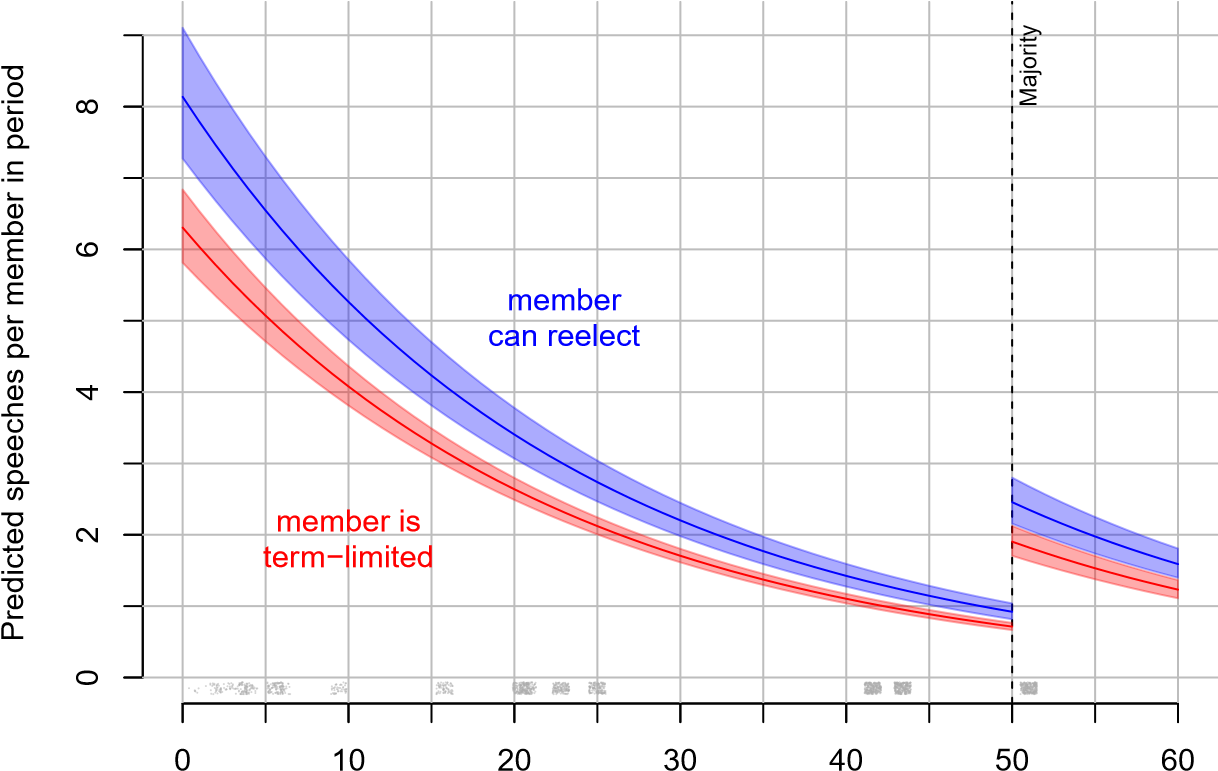 Predicted speeches per member in period
8
6
4
2
0
Majority
member
can reelect
member is
term−limited
0 10 20 30 40 50 60